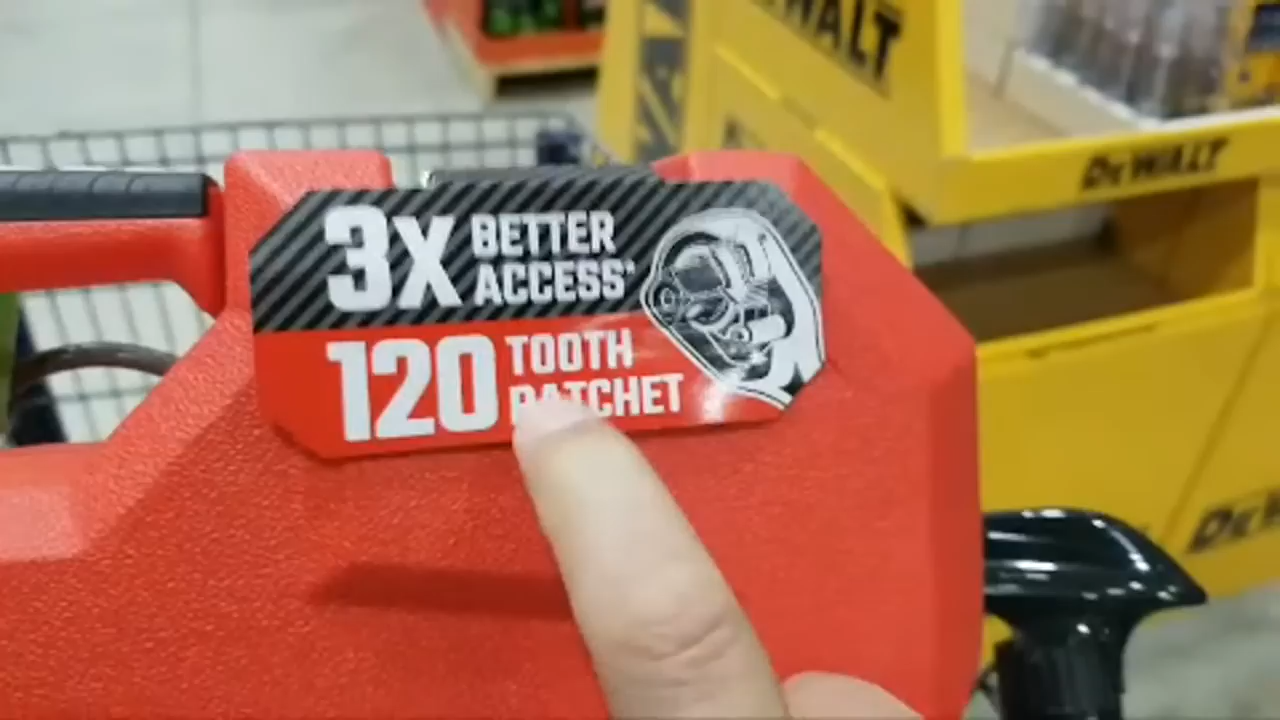 3X BETTER
ACCESS*
120 TOOTH
RATCHET
DEWALT
DEWALT